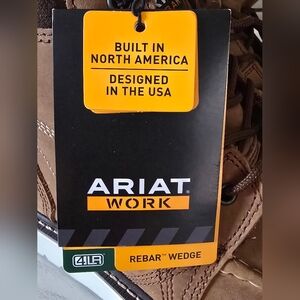 BUILT IN
NORTH AMERICA
DESIGNED
IN THE USA
ARIAT
WORK
4LR
REBAR™ WEDGE